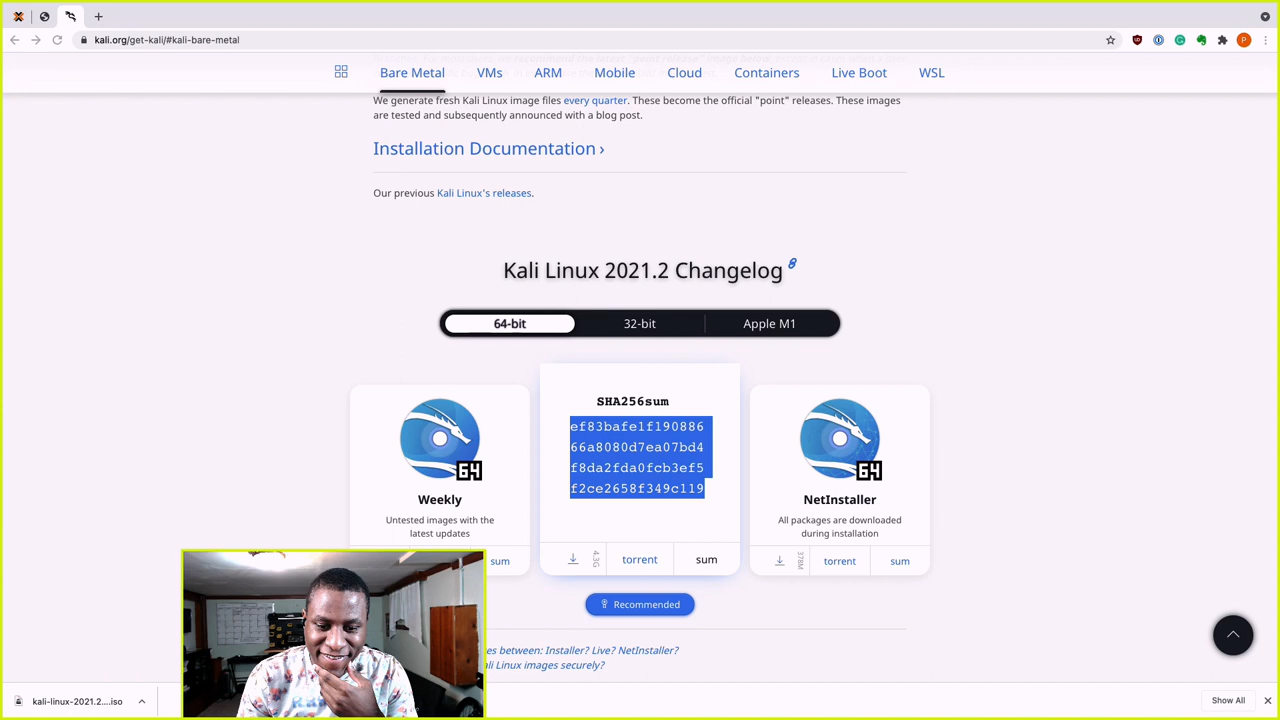 kali.org/get-kali/#kali-bare-metal
Bare Metal VMs ARM Mobile Cloud Containers Live Boot WSL
We generate fresh Kali Linux image files every quarter. These become the official "point" releases. These images
are tested and subsequently announced with a blog post.
Installation Documentation ›
Our previous Kali Linux's releases.
Kali Linux 2021.2 Changelog
64-bit 32-bit Apple M1
64
Weekly
Untested images with the
latest updates
sum
SHA256sum
ef83bafe1f190886
66a8080d7ea07bd4
f8da2fda0fcb3ef5
f2ce2658f349c119
4.3G torrent sum
64
NetInstaller
All packages are downloaded
during installation
378M torrent sum
Recommended
es between: Installer? Live? NetInstaller?
ali Linux images securely?
kali-linux-2021.2....iso
Show All
P